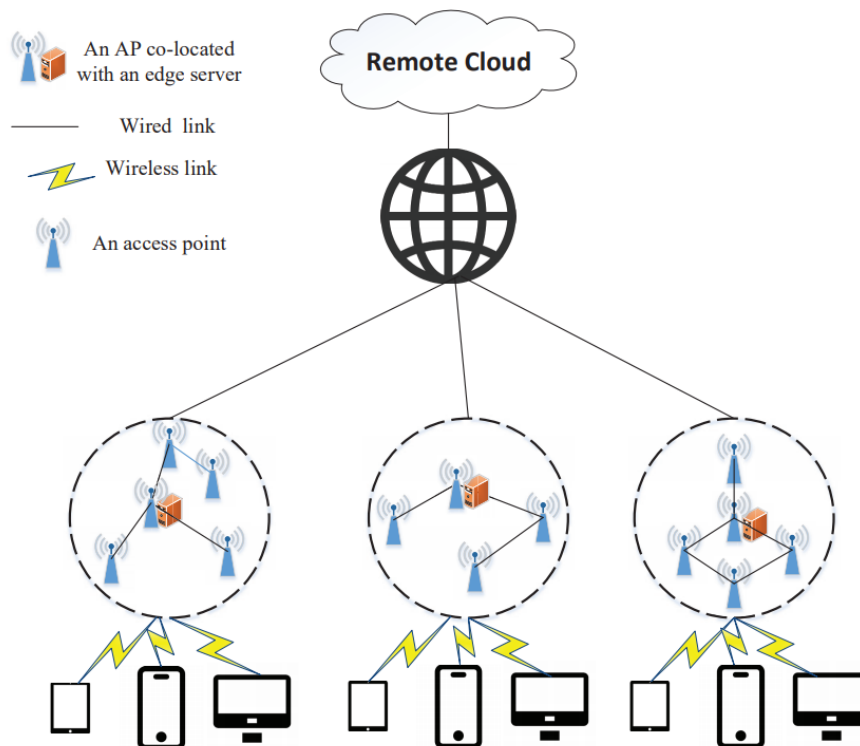 An AP co-located
with an edge server
Remote Cloud
Wired link
Wireless link
An access point